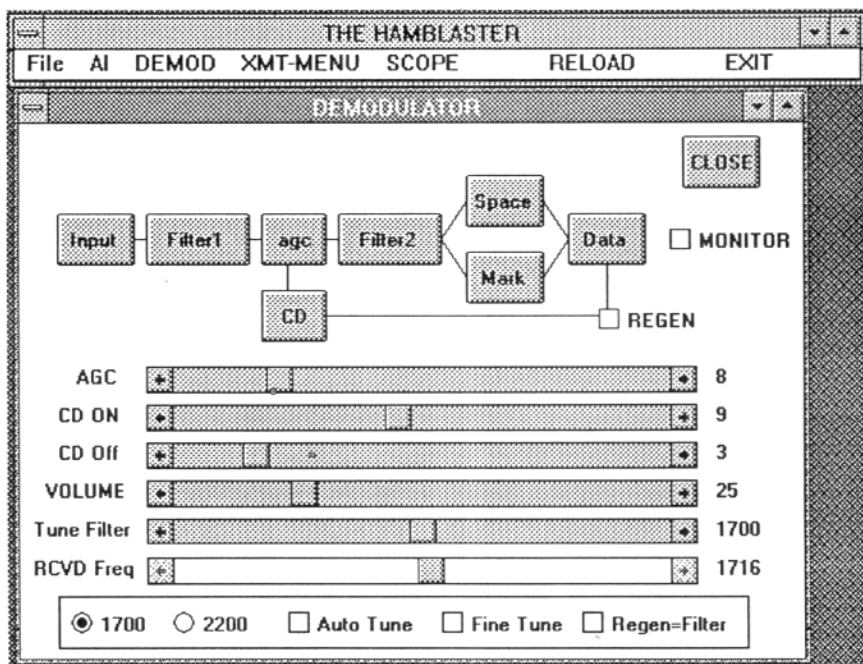 THE HAMBLASTER
File AI DEMOD XMT-MENU SCOPE RELOAD EXIT
DEMODULATOR
CLOSE
Space
Input Filter1 agc Filter2 Data MONITOR
Mark
CD REGEN
AGC 8
CD ON 9
CD Off 3
VOLUME 25
Tune Filter 1700
RCVD Freq 1716
1700 2200 Auto Tune Fine Tune Regen=Filter